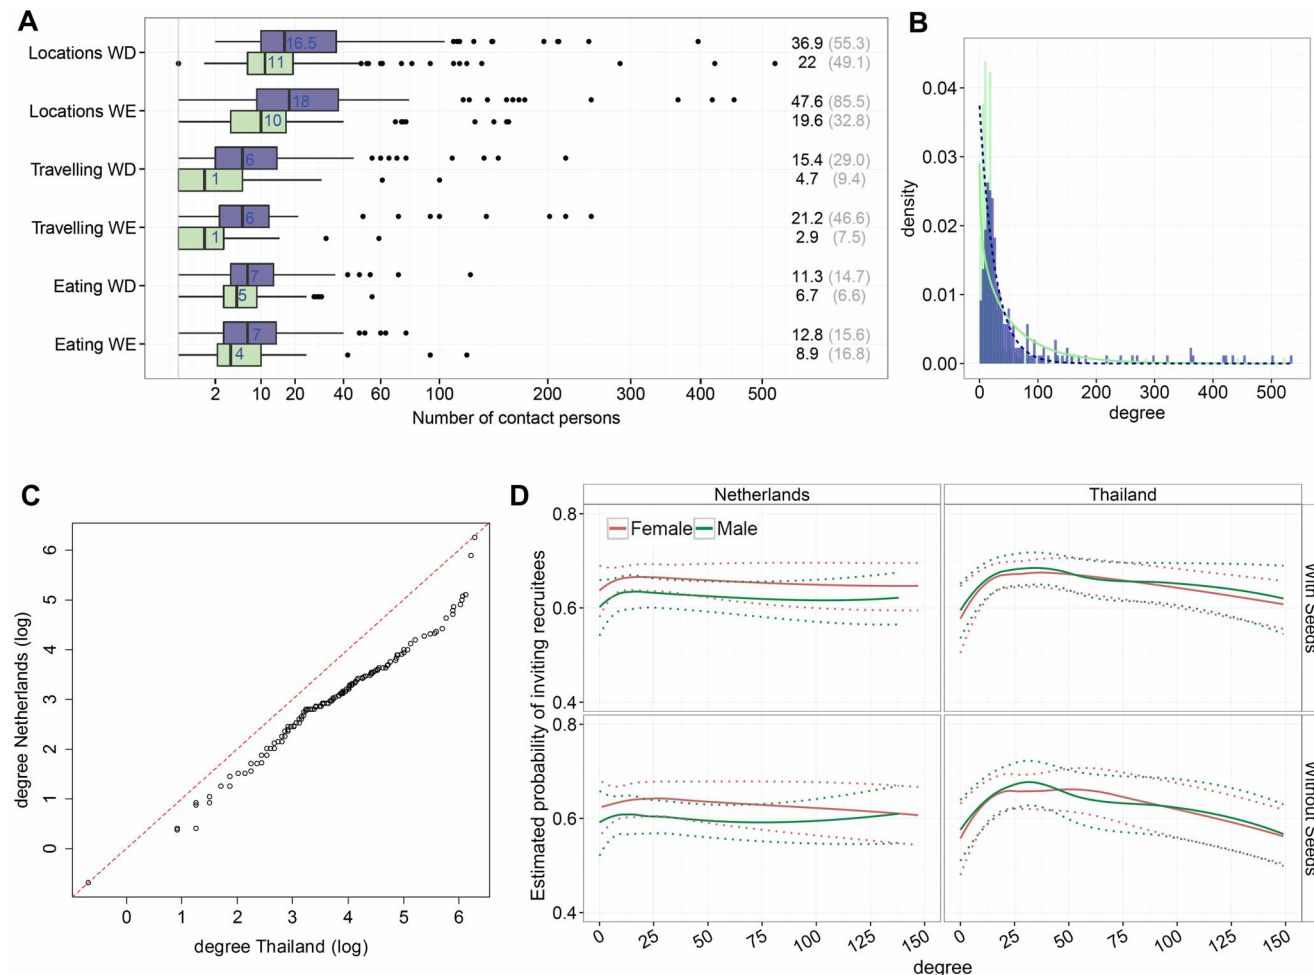 A
Locations WD
16.5
36.9 (55.3)
11
22 (49.1)
Locations WE
18
47.6 (85.5)
10
19.6 (32.8)
Travelling WD
6
15.4 (29.0)
1
4.7 (9.4)
Travelling WE
6
21.2 (46.6)
1
2.9 (7.5)
Eating WD
7
11.3 (14.7)
5
6.7 (6.6)
Eating WE
7
12.8 (15.6)
4
8.9 (16.8)
2 10 20 40 60 100 200 300 400 500
Number of contact persons
B
density
0.04
0.03
0.02
0.01
0.00
0 100 200 300 400 500
degree
C
degree Netherlands (log)
6
5
4
3
2
1
0
0 1 2 3 4 5 6
degree Thailand (log)
D
Netherlands Thailand
Female Male
Estimated probability of inviting recruitees
0.8
0.6
0.4
With Seeds
0.8
0.6
0.4
Without Seeds
0 25 50 75 100 125 150 0 25 50 75 100 125 150
degree